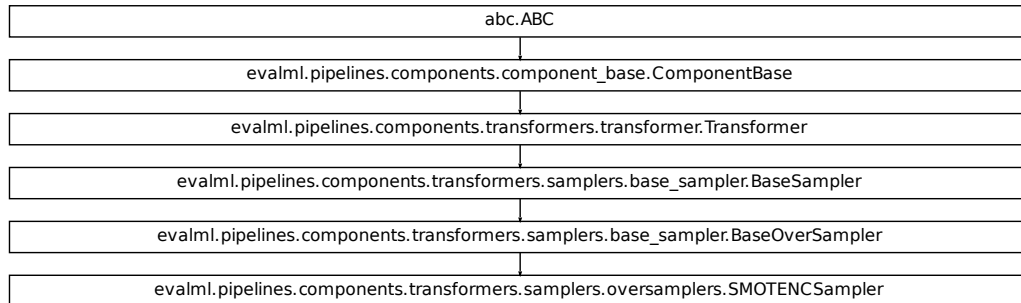 abc.ABC
evalml.pipelines.components.component_base.ComponentBase
evalml.pipelines.components.transformers.transformer.Transformer
evalml.pipelines.components.transformers.samplers.base_sampler.BaseSampler
evalml.pipelines.components.transformers.samplers.base_sampler.BaseOverSampler
evalml.pipelines.components.transformers.samplers.oversamplers.SMOTENCSampler